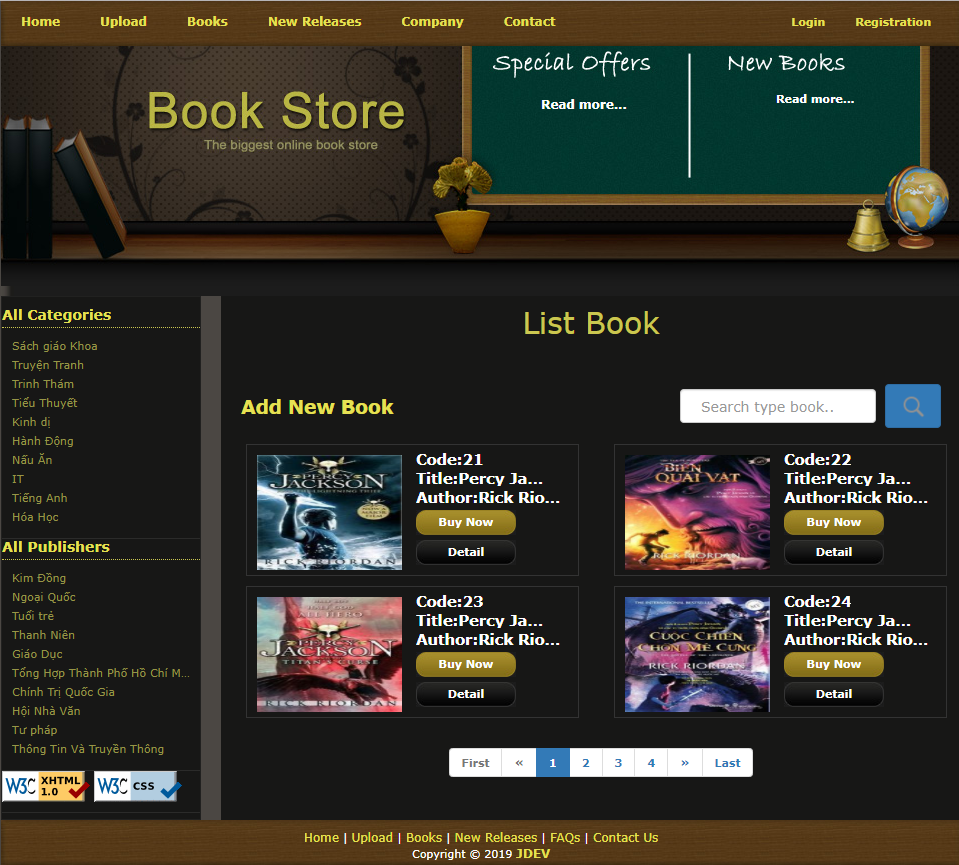 Home Upload Books New Releases Company Contact Login Registration
Book Store
The biggest online book store
Special Offers
Read more...
New Books
Read more...
All Categories
Sách giáo Khoa
Truyện Tranh
Trinh Thám
Tiểu Thuyết
Kinh dị
Hành Động
Nấu Ăn
IT
Tiếng Anh
Hóa Học
All Publishers
Kim Đồng
Ngoại Quốc
Tuổi trẻ
Thanh Niên
Giáo Dục
Tổng Hợp Thành Phố Hồ Chí M...
Chính Trị Quốc Gia
Hội Nhà Văn
Tư pháp
Thông Tin Và Truyền Thông
W3C XHTML 1.0
W3C CSS
List Book
Add New Book
Search type book..
PERCY
JACKSON
RICK RIORDAN
Code:21
Title:Percy Ja...
Author:Rick Rio...
Buy Now
Detail
BIỂN
QUÁI VẬT
RICK RIORDAN
Code:22
Title:Percy Ja...
Author:Rick Rio...
Buy Now
Detail
HALF GOD
ALL HERO
PERCY
JACKSON
TITAN'S CURSE
RICK RIORDAN
Code:23
Title:Percy Ja...
Author:Rick Rio...
Buy Now
Detail
CUỘC CHIẾN
CHỐN MÊ CUNG
RICK RIORDAN
Code:24
Title:Percy Ja...
Author:Rick Rio...
Buy Now
Detail
First « 1 2 3 4 » Last
Home | Upload | Books | New Releases | FAQs | Contact Us
Copyright © 2019 JDEV